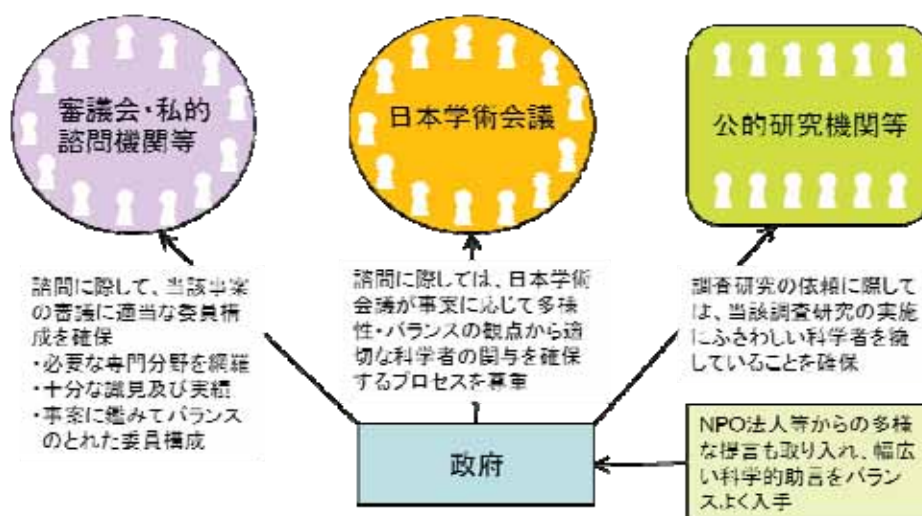 審議会・私的
諮問機関等
日本学術会議
公的研究機関等
諮問に際して、当該事案
の審議に適当な委員構
成を確保
・必要な専門分野を網羅
・十分な識見及び実績
・事案に鑑みてバランス
のとれた委員構成
諮問に際しては、日本学術
会議が事案に応じて多様
性・バランスの観点から適
切な科学者の関与を確保
するプロセスを尊重
調査研究の依頼に際して
は、当該調査研究の実施
にふさわしい科学者を擁
していることを確保
政府
NPO法人等からの多様
な提言も取り入れ、幅広
い科学的助言をバラン
スよく入手